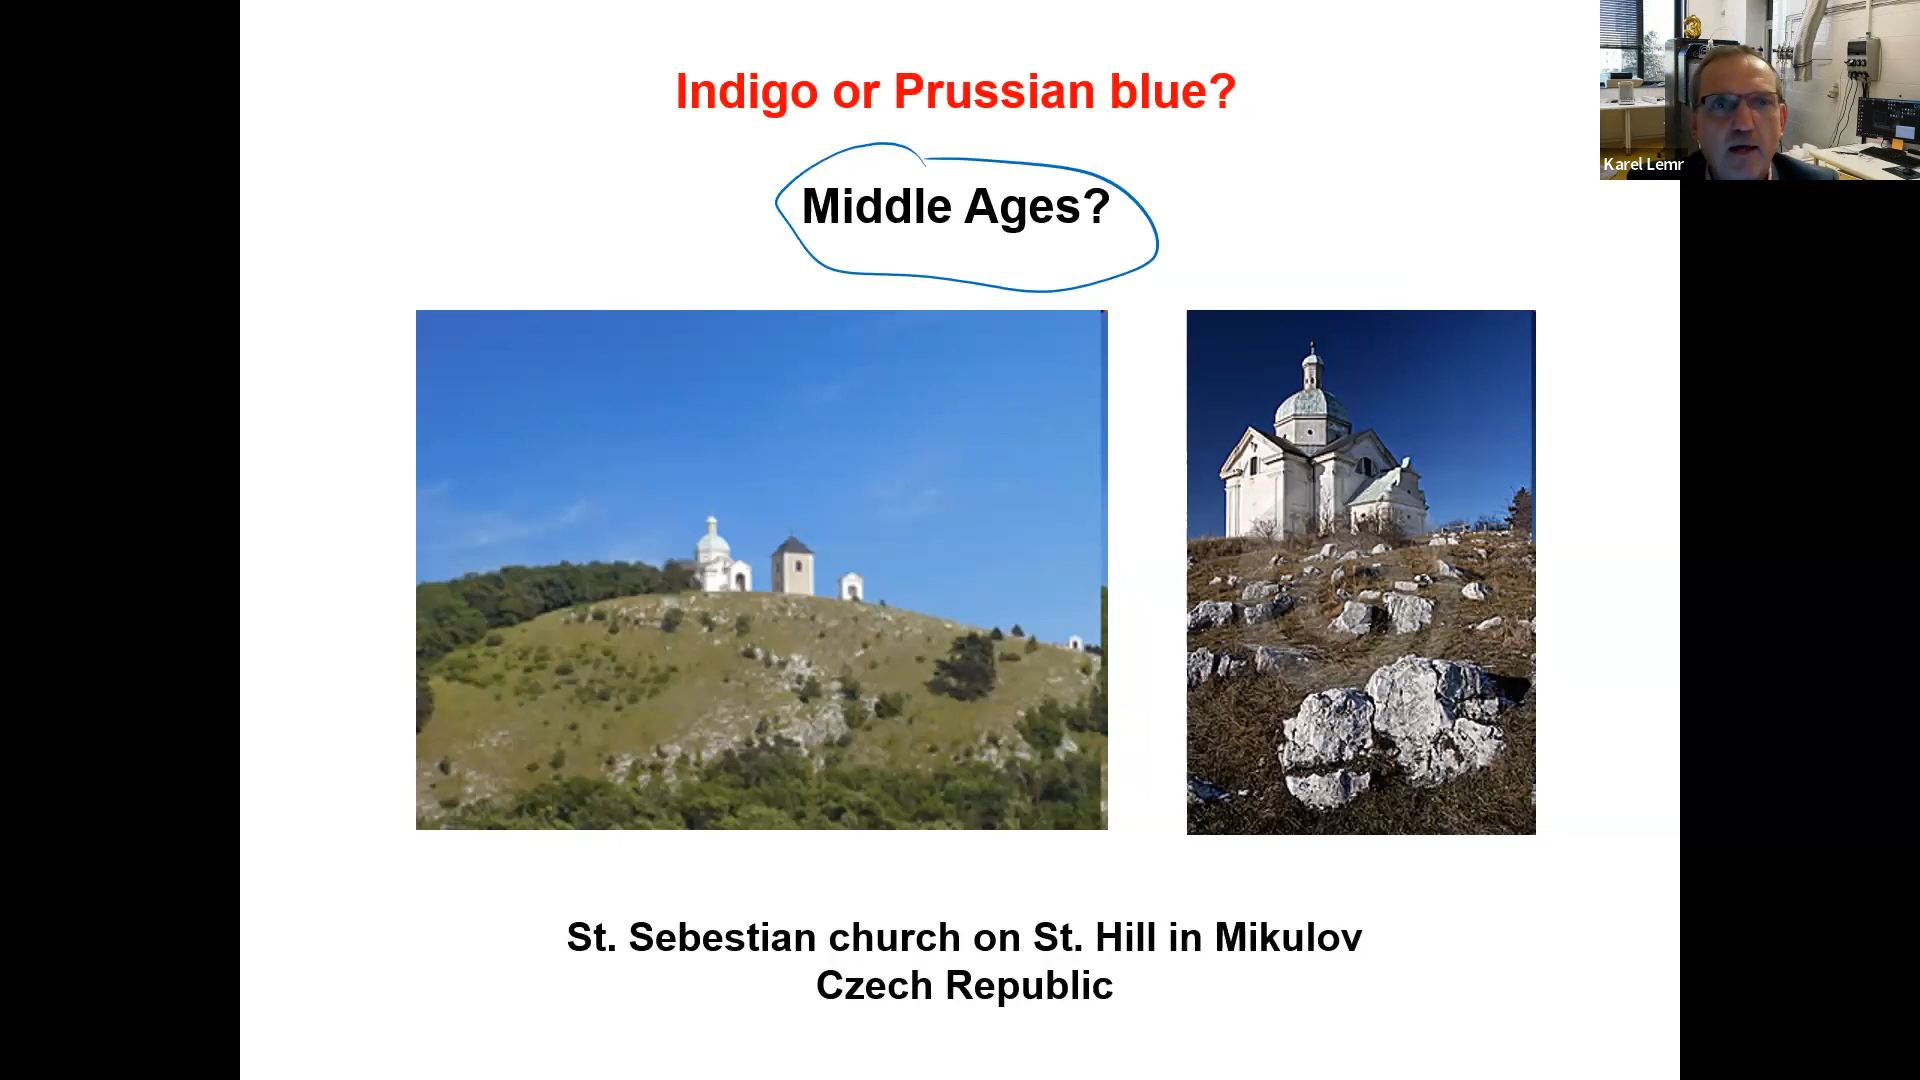 Indigo or Prussian blue?
Middle Ages?
Karel Lemr
St. Sebestian church on St. Hill in Mikulov
Czech Republic